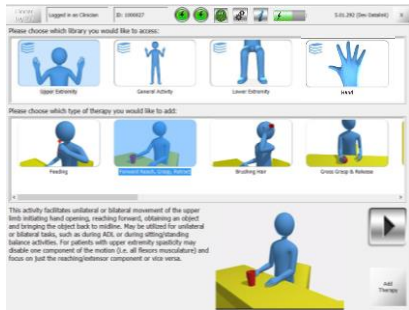 Logged in as Clinician
ID: 1000027
5.01.292 (Dev Database)
Please choose which library you would like to access:
Upper Extremity
General Activity
Lower Extremity
Hand
Please choose which type of therapy you would like to add:
Feeding
Forward Reach, Grasp, Retract
Brushing Hair
Gross Grasp & Release
This activity facilitates unilateral or bilateral movement of the upper
limb initiating hand opening, reaching forward, obtaining an object
and bringing the object back to midline. May be utilized for unilateral
or bilateral tasks, such as during ADL or during sitting/standing
balance activities. For patients with upper extremity spasticity may
disable one component of the motion (i.e. all flexors musculature) and
focus on just the reaching/extensor component or vice versa.
Add
Therapy